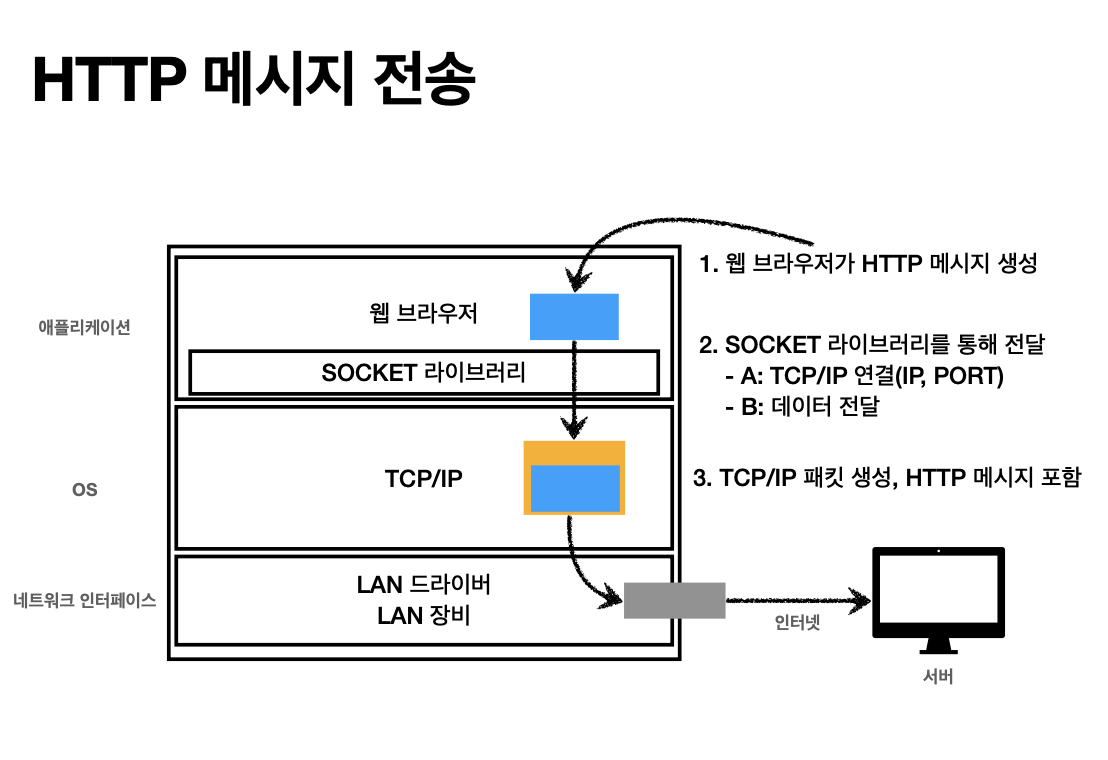 HTTP 메시지 전송
1. 웹 브라우저가 HTTP 메시지 생성
애플리케이션
웹 브라우저
SOCKET 라이브러리
2. SOCKET 라이브러리를 통해 전달
- A: TCP/IP 연결(IP, PORT)
- B: 데이터 전달
OS
TCP/IP
3. TCP/IP 패킷 생성, HTTP 메시지 포함
네트워크 인터페이스
LAN 드라이버
LAN 장비
인터넷
서버